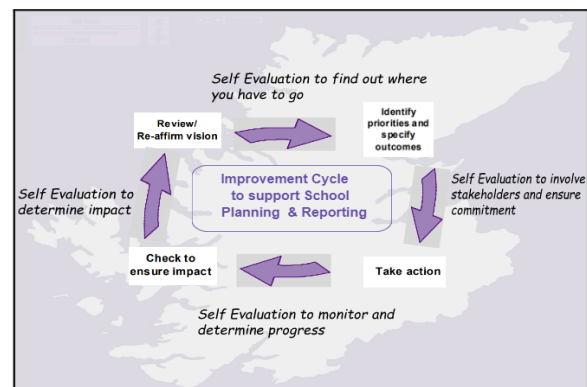 Self Evaluation to find out where
you have to go
Review/
Re-affirm vision
Identify
priorities and
specify
outcomes
Self Evaluation to
determine impact
Improvement Cycle
to support School
Planning & Reporting
Self Evaluation to involve
stakeholders and ensure
commitment
Check to
ensure impact
Take action
Self Evaluation to monitor and
determine progress